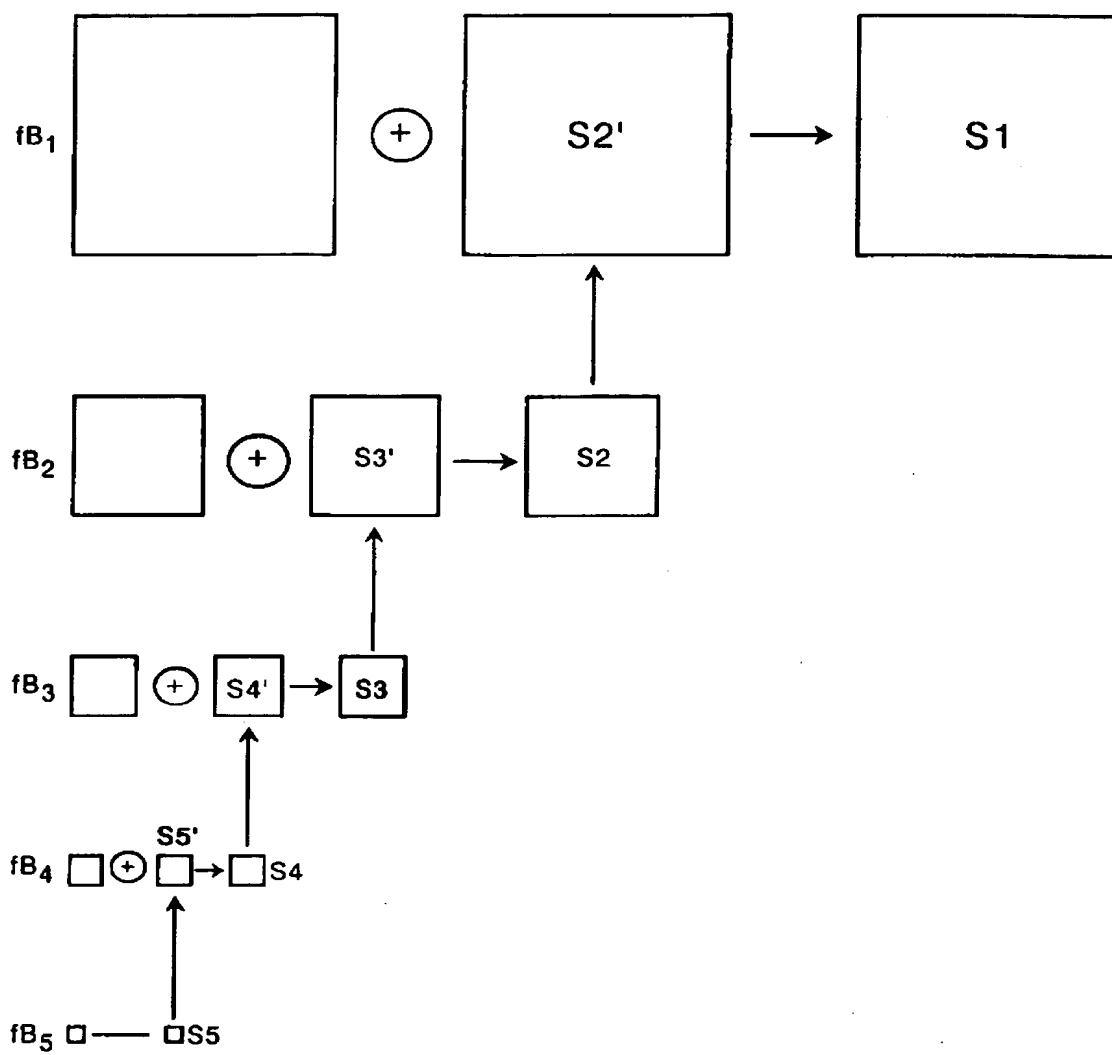 fB₁ + S2' S1
fB₂ + S3' S2
fB₃ + S4' S3
S5'
fB₄ + S4
fB₅ S5